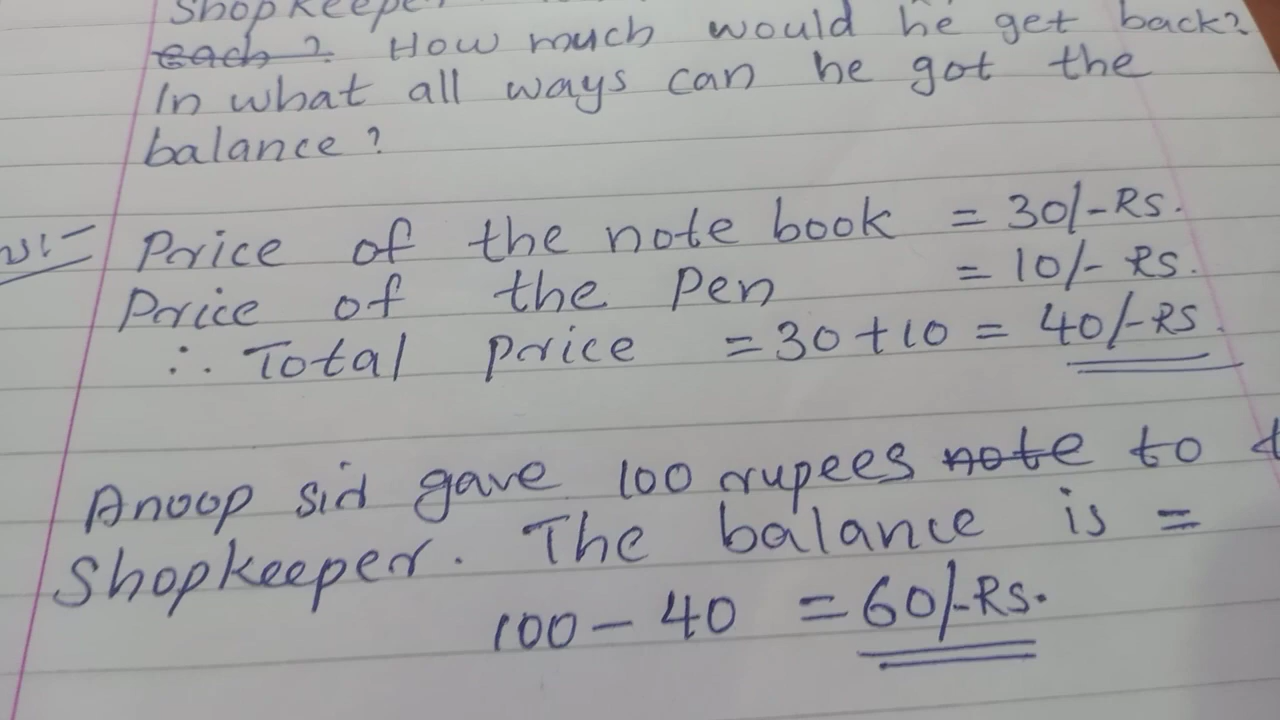 Shopkeepe
each? How much would he get back?
In what all ways can he got the
balance?
Price of the note book = 30/-RS.
Price of the Pen = 10/- RS.
∴ Total price = 30 + 10 = 40/-RS.
Anoop sir gave 100 rupees note to
Shopkeeper. The balance is =
100 - 40 = 60/-RS.